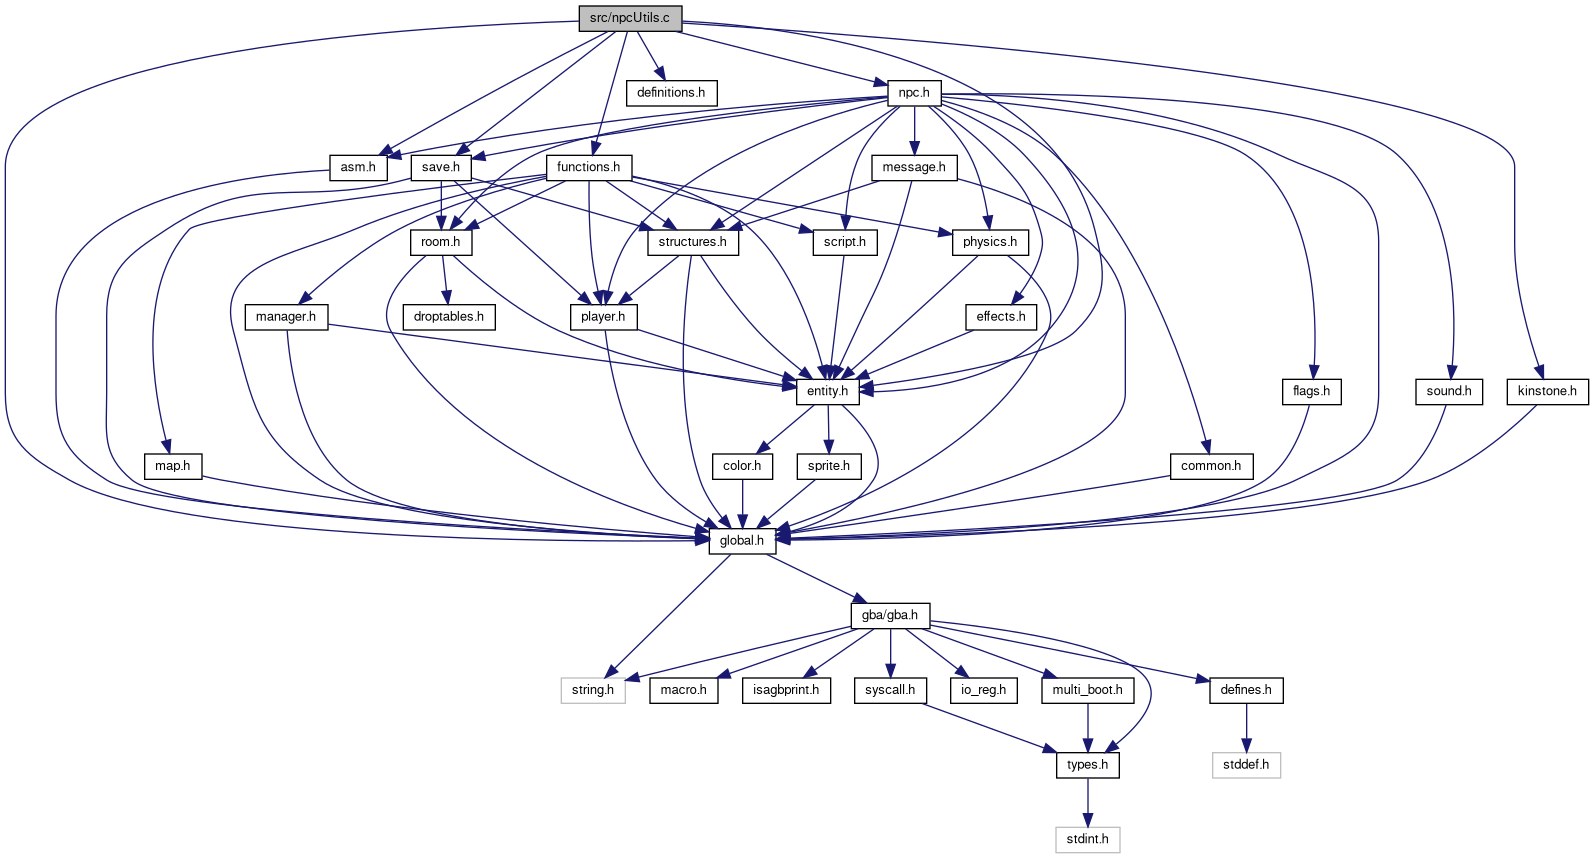 src/npcUtils.c
definitions.h
npc.h
asm.h
save.h
functions.h
message.h
room.h
structures.h
script.h
physics.h
manager.h
droptables.h
player.h
effects.h
entity.h
flags.h
sound.h
kinstone.h
map.h
color.h
sprite.h
common.h
global.h
gba/gba.h
string.h
macro.h
isagbprint.h
syscall.h
io_reg.h
multi_boot.h
defines.h
types.h
stddef.h
stdint.h